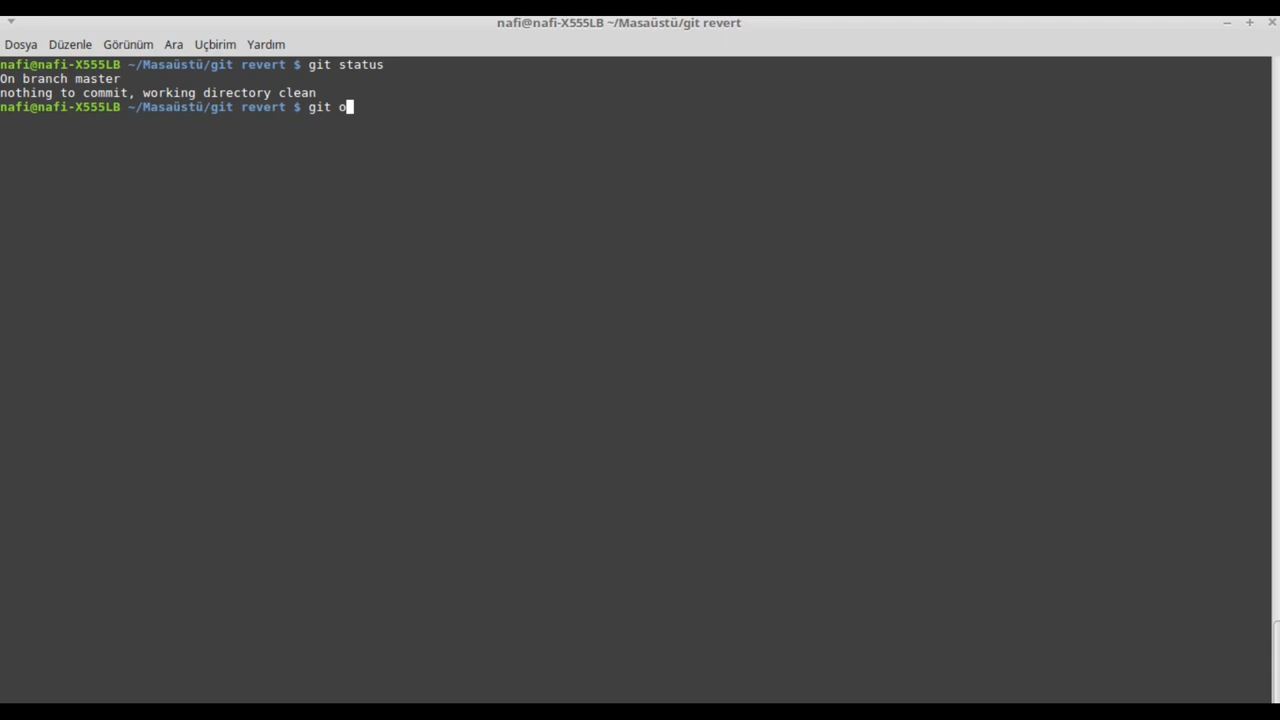 nafi@nafi-X555LB ~/Masaüstü/git revert
Dosya Düzenle Görünüm Ara Uçbirim Yardım
nafi@nafi-X555LB ~/Masaüstü/git revert $ git status
On branch master
nothing to commit, working directory clean
nafi@nafi-X555LB ~/Masaüstü/git revert $ git o